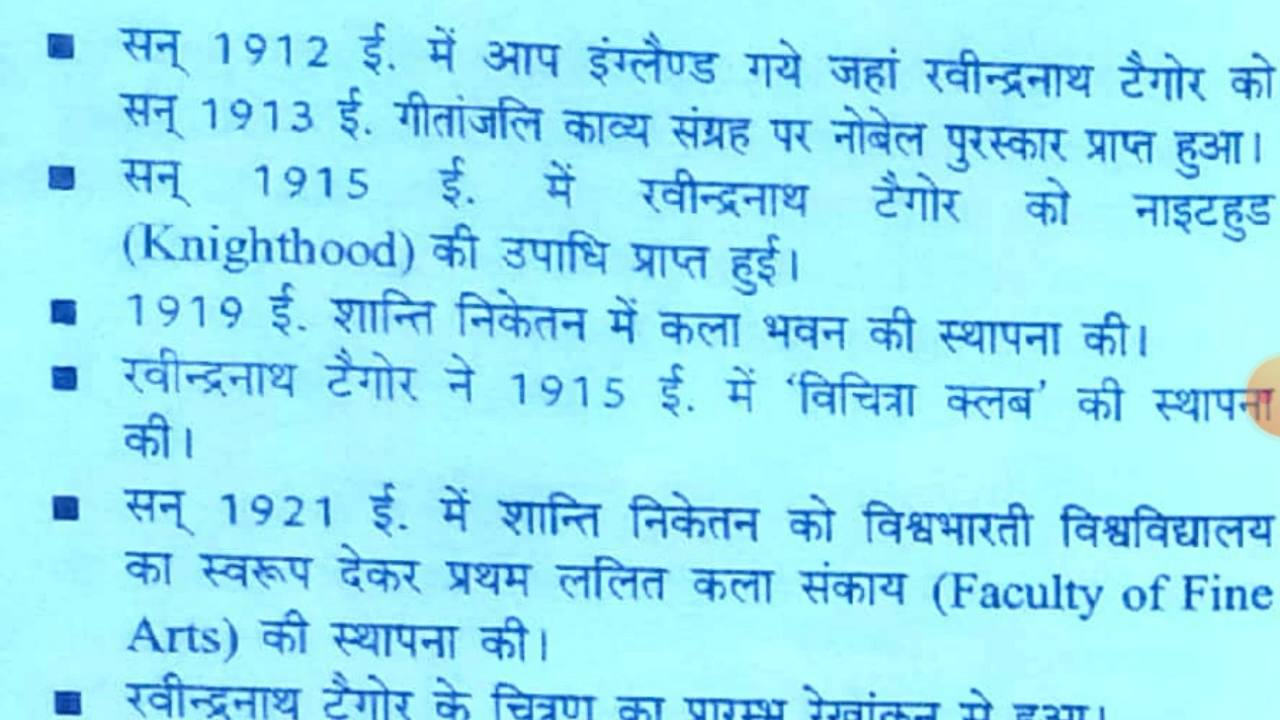 ■ सन् 1912 ई. में आप इंग्लैण्ड गये जहां रवीन्द्रनाथ टैगोर को
सन् 1913 ई. गीतांजलि काव्य संग्रह पर नोबेल पुरस्कार प्राप्त हुआ।
■ सन् 1915 ई. में रवीन्द्रनाथ टैगोर को नाइटहुड
(Knighthood) की उपाधि प्राप्त हुई।
■ 1919 ई. शान्ति निकेतन में कला भवन की स्थापना की।
■ रवीन्द्रनाथ टैगोर ने 1915 ई. में ‘विचित्रा क्लब’ की स्थापना
की।
■ सन् 1921 ई. में शान्ति निकेतन को विश्वभारती विश्वविद्यालय
का स्वरूप देकर प्रथम ललित कला संकाय (Faculty of Fine
Arts) की स्थापना की।
■ रवीन्द्रनाथ टैगोर के चित्रण का प्रारम्भ रेखांकन से हुआ।